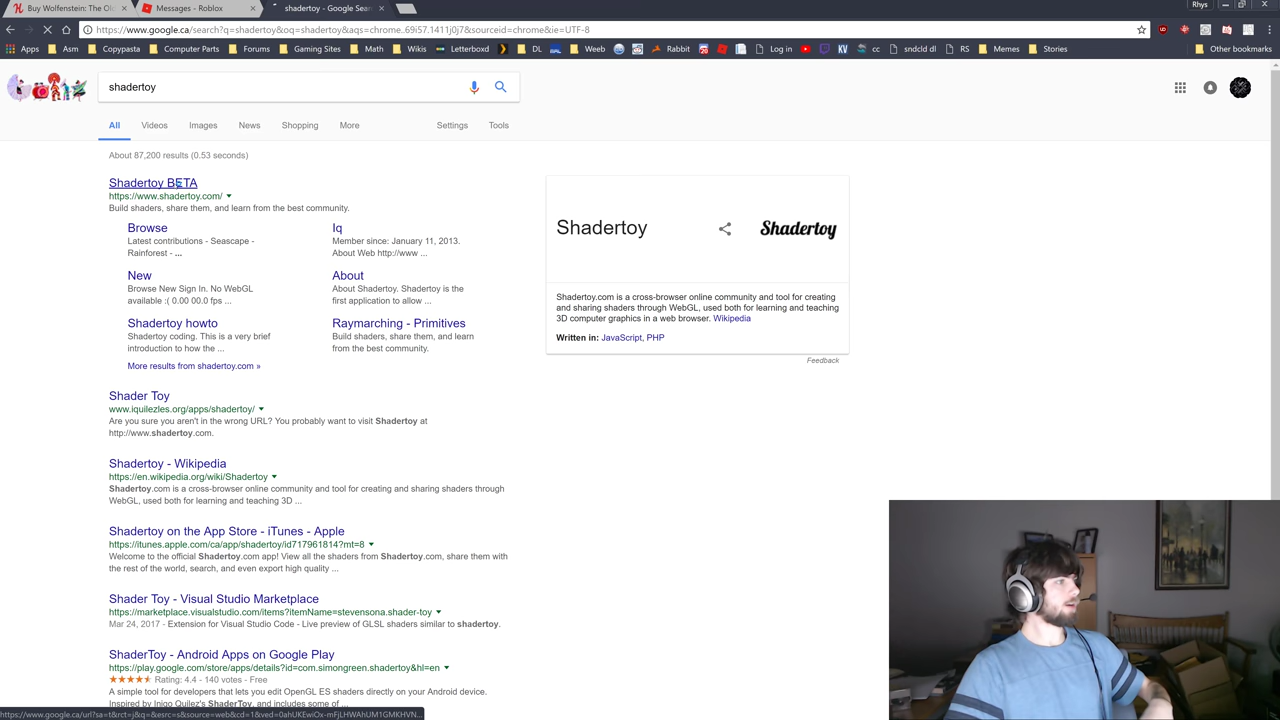 Buy Wolfenstein: The Old
Messages - Roblox
shadertoy - Google Sear
Rhys
https://www.google.ca/search?q=shadertoy&oq=shadertoy&aqs=chrome..69i57.1411j0j7&sourceid=chrome&ie=UTF-8
Apps Asm Copypasta Computer Parts Forums Gaming Sites Math Wikis Letterboxd DL Weeb Rabbit Log in KV cc sndcld dl RS Memes Stories Other bookmarks
shadertoy
All Videos Images News Shopping More Settings Tools
About 87,200 results (0.53 seconds)
Shadertoy BETA
https://www.shadertoy.com/
Build shaders, share them, and learn from the best community.
Browse
Latest contributions - Seascape -
Rainforest - ...
Iq
Member since: January 11, 2013.
About Web http://www ...
New
Browse New Sign In. No WebGL
available :( 0.00 00.0 fps ...
About
About Shadertoy. Shadertoy is the
first application to allow ...
Shadertoy howto
Shadertoy coding. This is a very brief
introduction to how the ...
Raymarching - Primitives
Build shaders, share them, and learn
from the best community.
More results from shadertoy.com »
Shader Toy
www.iquilezles.org/apps/shadertoy/
Are you sure you aren't in the wrong URL? You probably want to visit Shadertoy at
http://www.shadertoy.com.
Shadertoy - Wikipedia
https://en.wikipedia.org/wiki/Shadertoy
Shadertoy.com is a cross-browser online community and tool for creating and sharing shaders through
WebGL, used both for learning and teaching 3D ...
Shadertoy on the App Store - iTunes - Apple
https://itunes.apple.com/ca/app/shadertoy/id717961814?mt=8
Welcome to the official Shadertoy.com app! View all the shaders from Shadertoy.com, share them with
the rest of the world, search, and even export high quality ...
Shader Toy - Visual Studio Marketplace
https://marketplace.visualstudio.com/items?itemName=stevensona.shader-toy
Mar 24, 2017 - Extension for Visual Studio Code - Live preview of GLSL shaders similar to shadertoy.
ShaderToy - Android Apps on Google Play
https://play.google.com/store/apps/details?id=com.simongreen.shadertoy&hl=en
Rating: 4.4 - 140 votes - Free
A simple tool for developers that lets you edit OpenGL ES shaders directly on your Android device.
Inspired by Inigo Quilez's ShaderToy, and includes some of ...
Shadertoy
Shadertoy
Shadertoy.com is a cross-browser online community and tool for creating
and sharing shaders through WebGL, used both for learning and teaching
3D computer graphics in a web browser. Wikipedia
Written in: JavaScript, PHP
Feedback